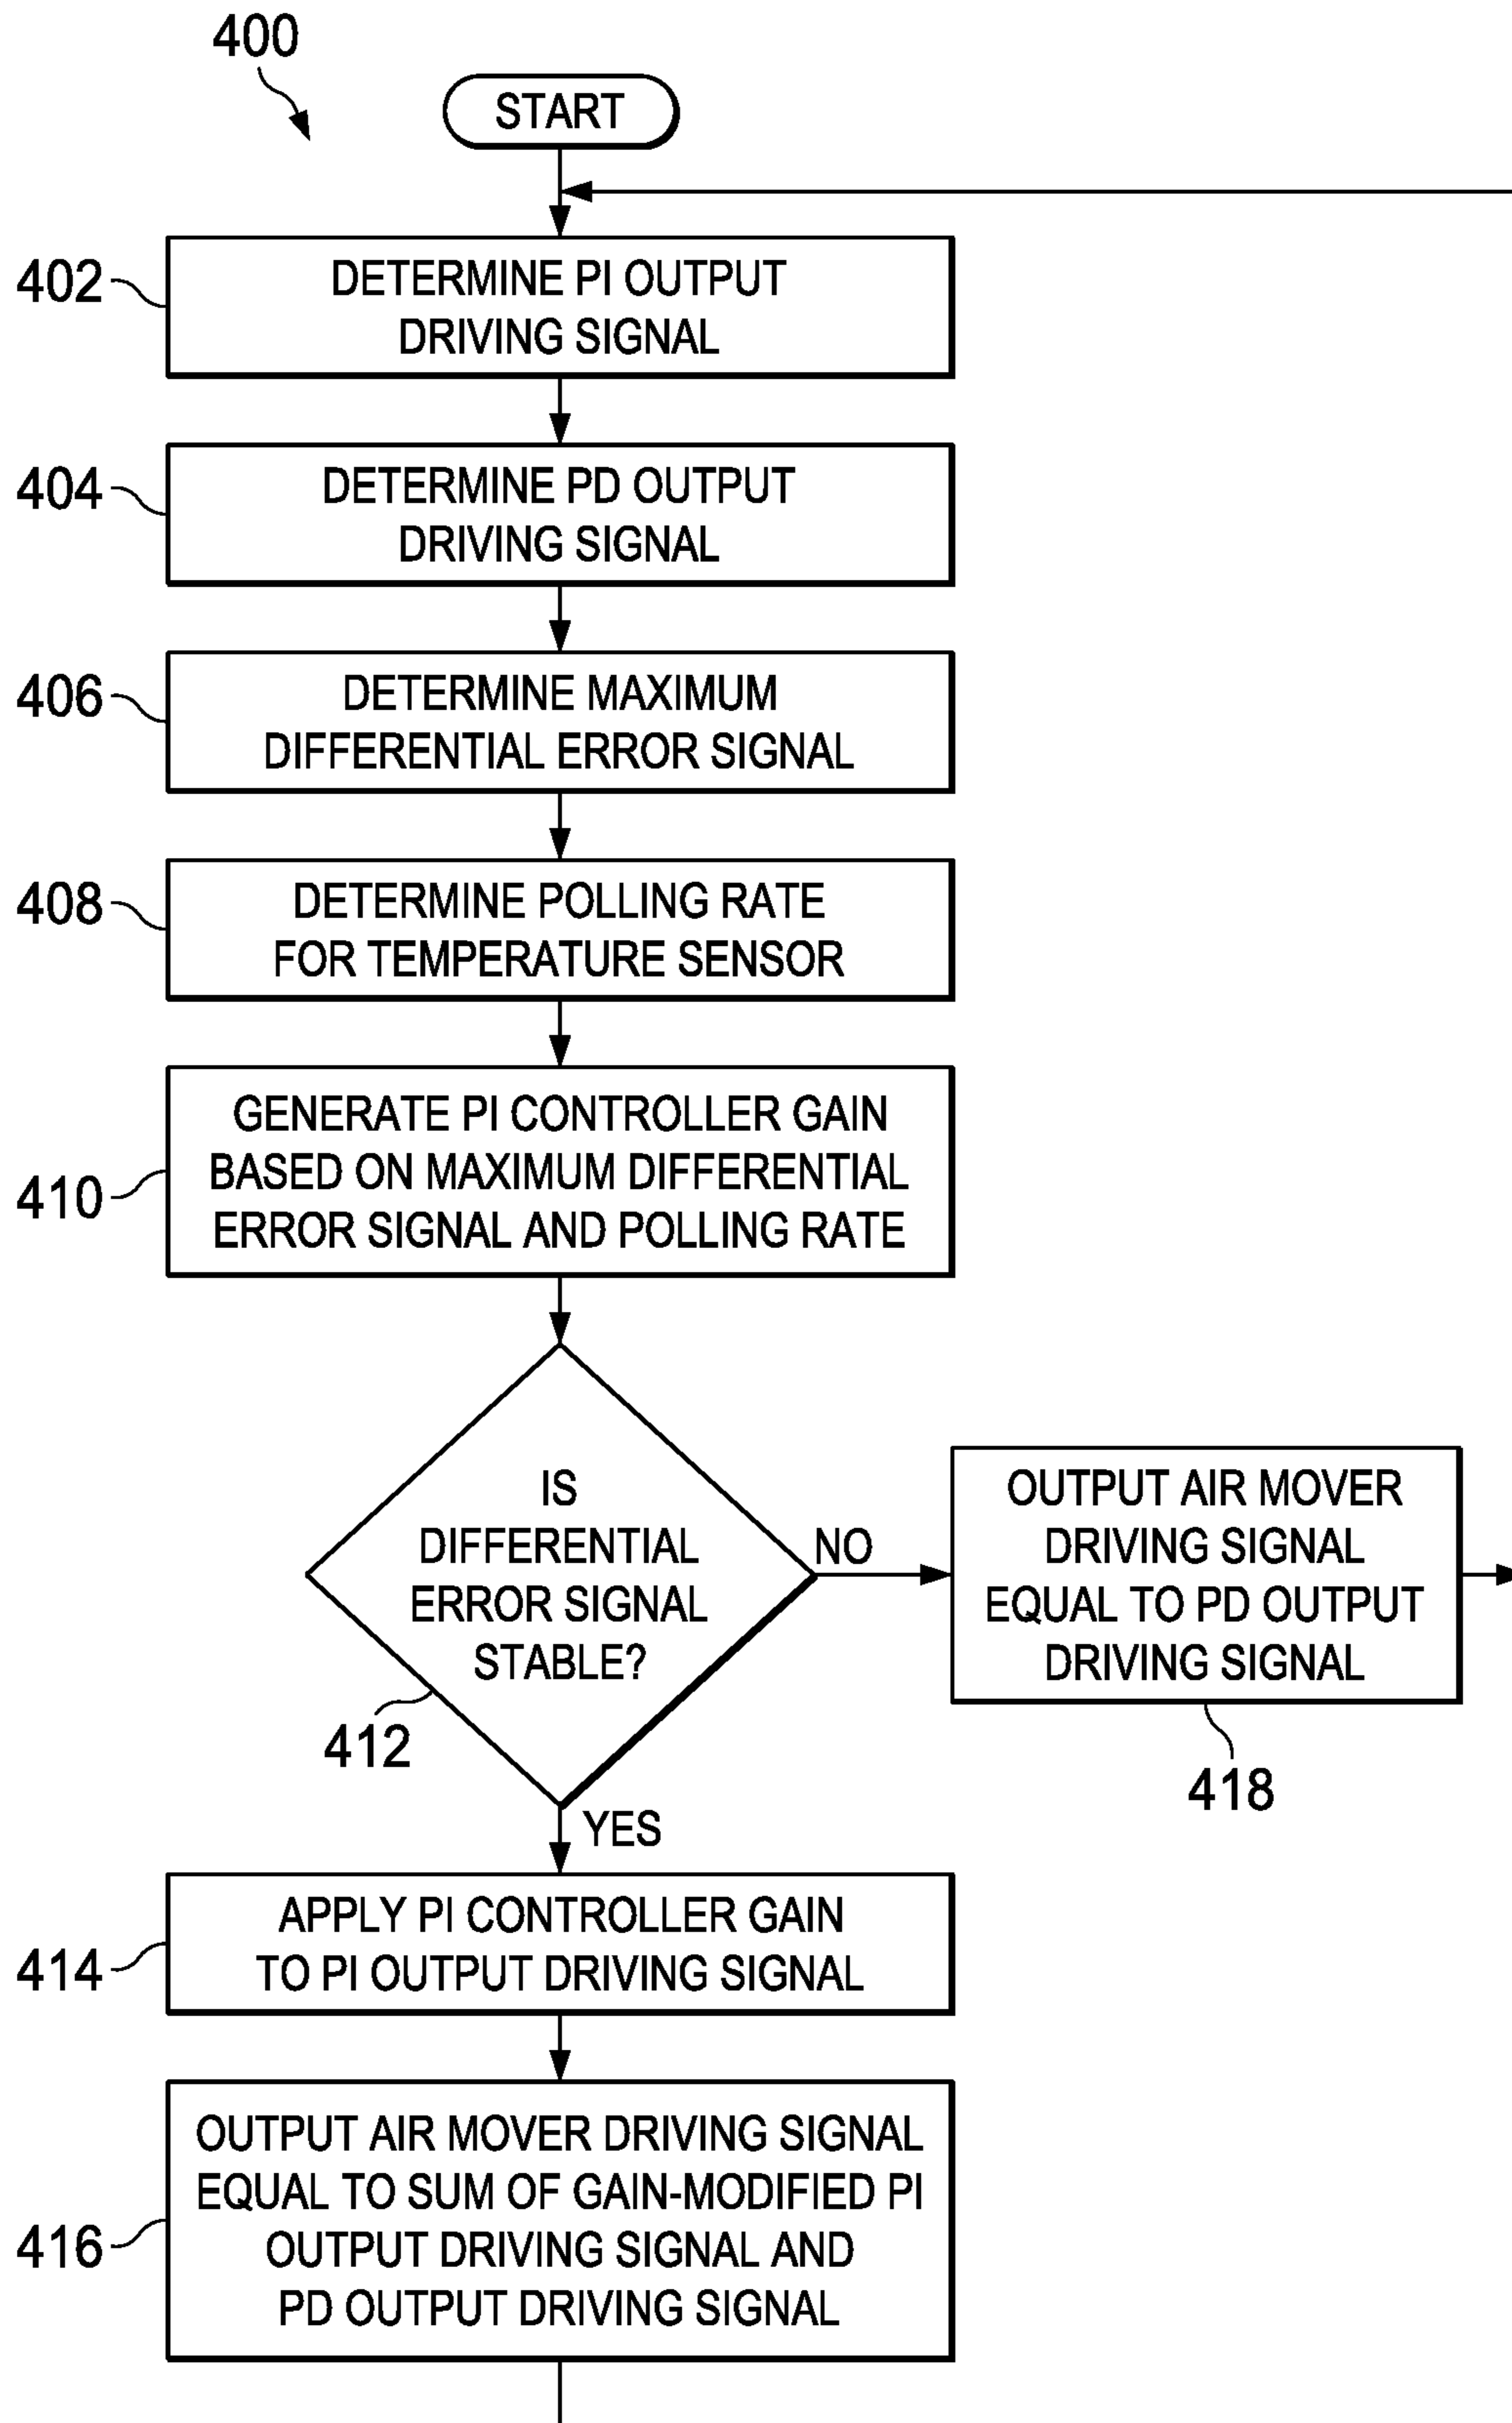 400
START
402
DETERMINE PI OUTPUT
DRIVING SIGNAL
404
DETERMINE PD OUTPUT
DRIVING SIGNAL
406
DETERMINE MAXIMUM
DIFFERENTIAL ERROR SIGNAL
408
DETERMINE POLLING RATE
FOR TEMPERATURE SENSOR
410
GENERATE PI CONTROLLER GAIN
BASED ON MAXIMUM DIFFERENTIAL
ERROR SIGNAL AND POLLING RATE
IS
DIFFERENTIAL
ERROR SIGNAL
STABLE?
412
NO
OUTPUT AIR MOVER
DRIVING SIGNAL
EQUAL TO PD OUTPUT
DRIVING SIGNAL
418
YES
414
APPLY PI CONTROLLER GAIN
TO PI OUTPUT DRIVING SIGNAL
416
OUTPUT AIR MOVER DRIVING SIGNAL
EQUAL TO SUM OF GAIN-MODIFIED PI
OUTPUT DRIVING SIGNAL AND
PD OUTPUT DRIVING SIGNAL